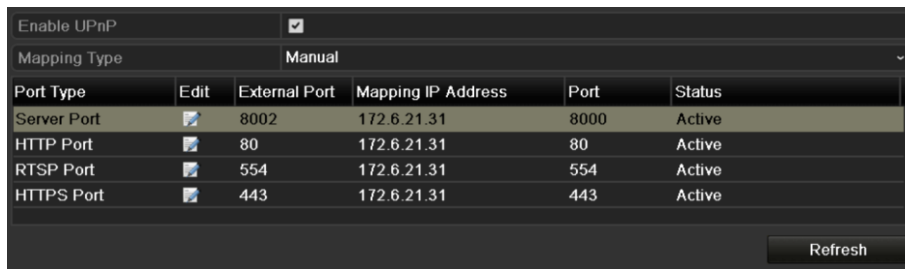 Enable UPnP
Mapping Type Manual
Port Type Edit External Port Mapping IP Address Port Status
Server Port 8002 172.6.21.31 8000 Active
HTTP Port 80 172.6.21.31 80 Active
RTSP Port 554 172.6.21.31 554 Active
HTTPS Port 443 172.6.21.31 443 Active
Refresh